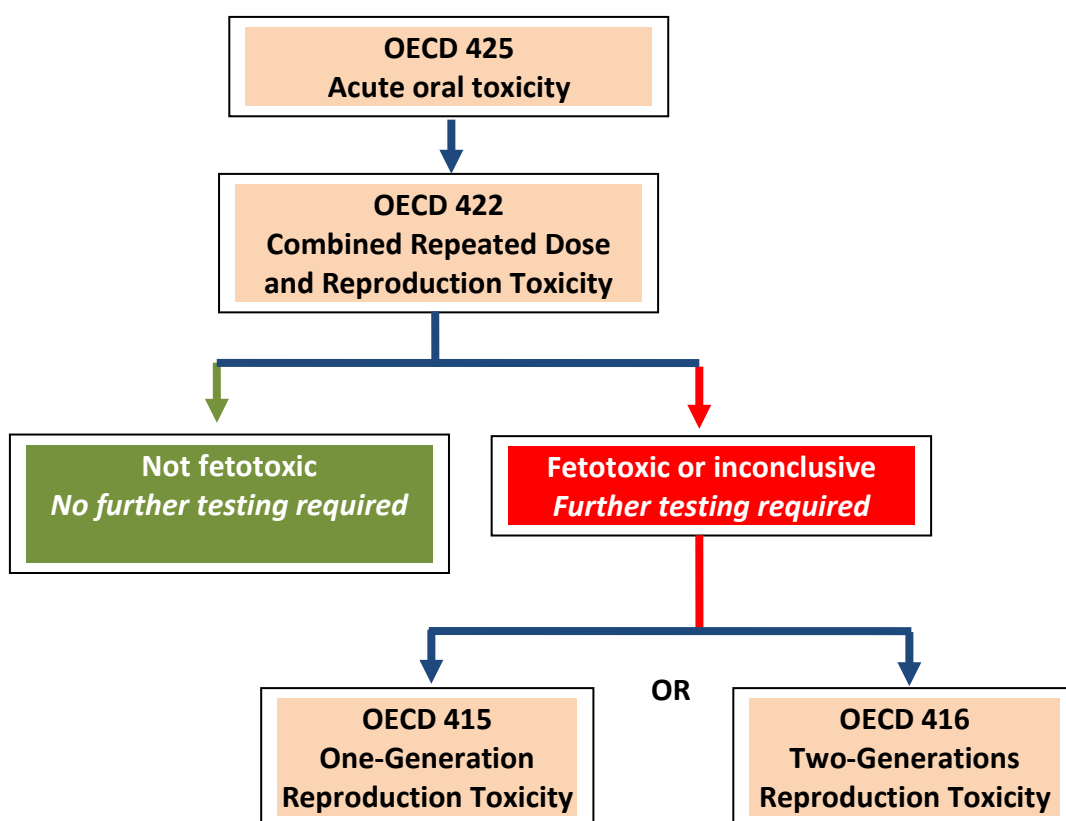 OECD 425
Acute oral toxicity
OECD 422
Combined Repeated Dose
and Reproduction Toxicity
Not fetotoxic
No further testing required
Fetotoxic or inconclusive
Further testing required
OR
OECD 415
One-Generation
Reproduction Toxicity
OECD 416
Two-Generations
Reproduction Toxicity